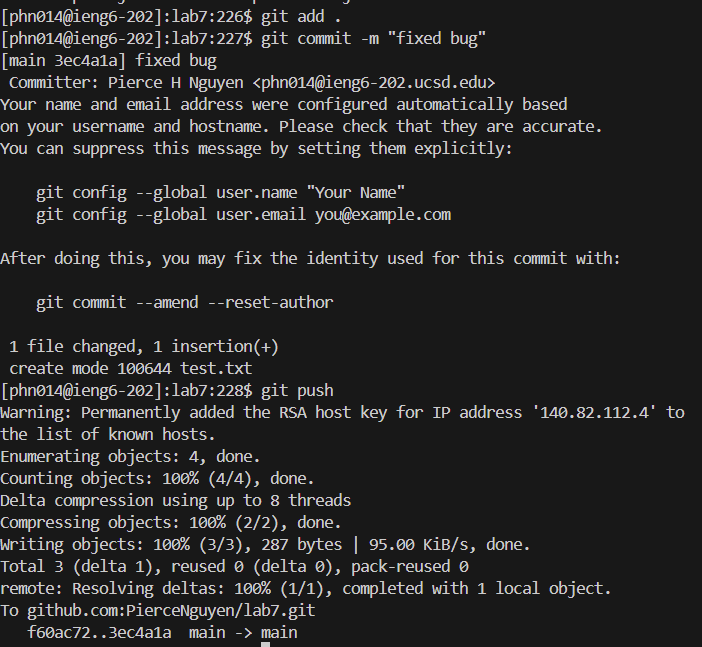 [phn014@ieng6-202]:lab7:226$ git add .
[phn014@ieng6-202]:lab7:227$ git commit -m "fixed bug"
[main 3ec4a1a] fixed bug
 Committer: Pierce H Nguyen <phn014@ieng6-202.ucsd.edu>
Your name and email address were configured automatically based
on your username and hostname. Please check that they are accurate.
You can suppress this message by setting them explicitly:

    git config --global user.name "Your Name"
    git config --global user.email you@example.com

After doing this, you may fix the identity used for this commit with:

    git commit --amend --reset-author

 1 file changed, 1 insertion(+)
 create mode 100644 test.txt
[phn014@ieng6-202]:lab7:228$ git push
Warning: Permanently added the RSA host key for IP address '140.82.112.4' to
the list of known hosts.
Enumerating objects: 4, done.
Counting objects: 100% (4/4), done.
Delta compression using up to 8 threads
Compressing objects: 100% (2/2), done.
Writing objects: 100% (3/3), 287 bytes | 95.00 KiB/s, done.
Total 3 (delta 1), reused 0 (delta 0), pack-reused 0
remote: Resolving deltas: 100% (1/1), completed with 1 local object.
To github.com:PierceNguyen/lab7.git
   f60ac72..3ec4a1a  main -> main